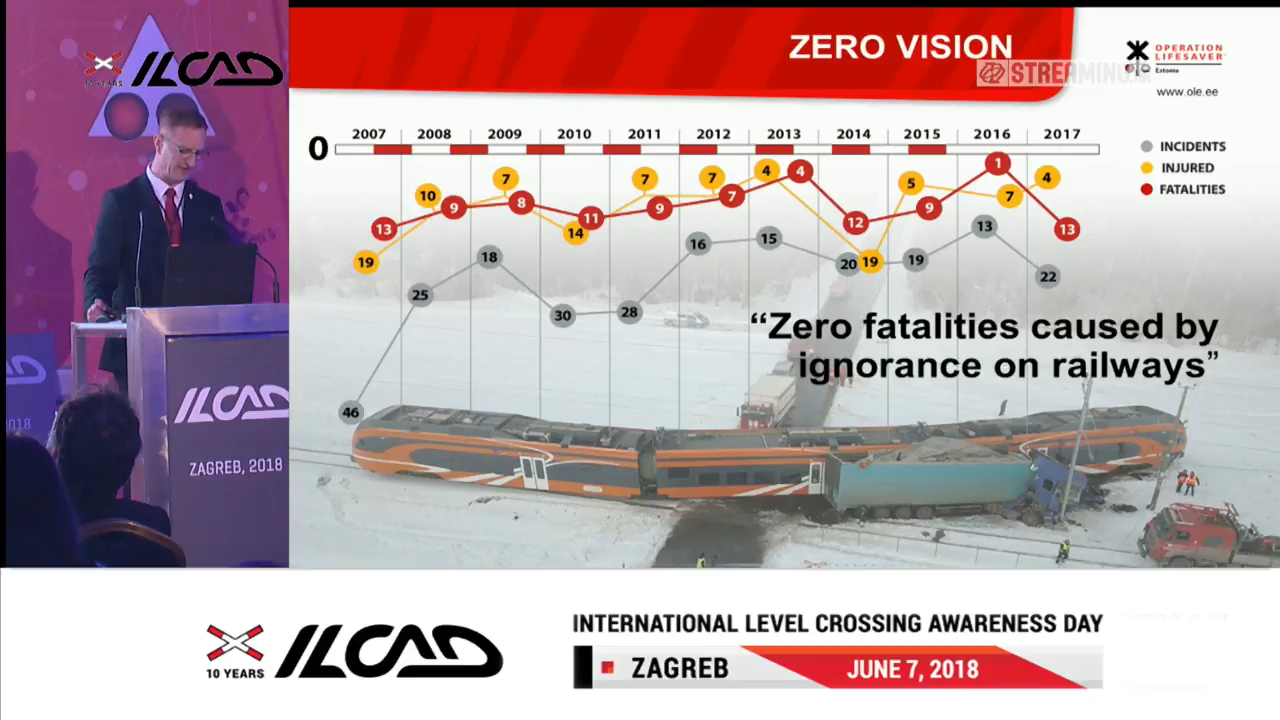 10 YEARS ILCAD
ZERO VISION
STREAMING.HR
OPERATION
LIFESAVER
Estonia
www.ole.ee
0
2007 2008 2009 2010 2011 2012 2013 2014 2015 2016 2017
INCIDENTS
INJURED
FATALITIES
13 10 9 7 8 14 11 7 9 7 7 4 4 12 5 9 1 7 4 13
19 19
46 25 18 30 28 16 15 20 19 13 22
“Zero fatalities caused by
ignorance on railways”
ILCAD
ZAGREB, 2018
2018
10 YEARS
ILCAD
INTERNATIONAL LEVEL CROSSING AWARENESS DAY
ZAGREB JUNE 7, 2018